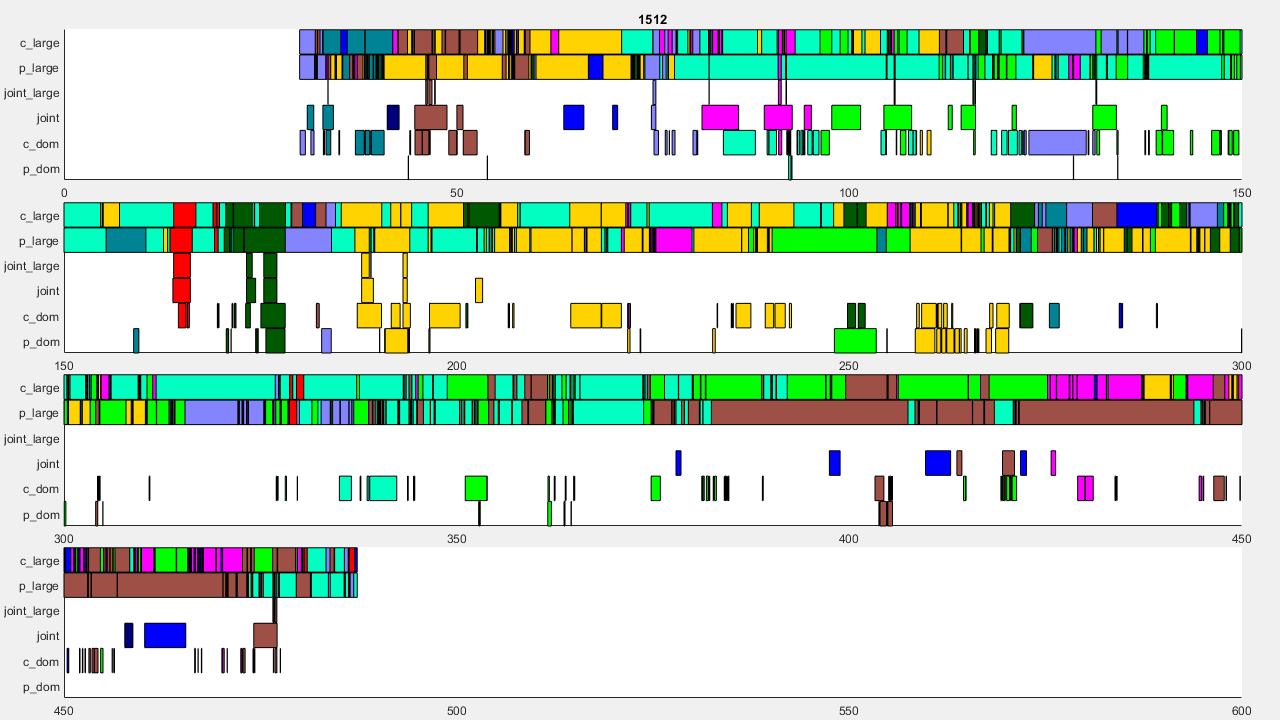 1512
c_large
p_large
joint_large
joint
c_dom
p_dom
0 50 100 150
c_large
p_large
joint_large
joint
c_dom
p_dom
150 200 250 300
c_large
p_large
joint_large
joint
c_dom
p_dom
300 350 400 450
c_large
p_large
joint_large
joint
c_dom
p_dom
450 500 550 600